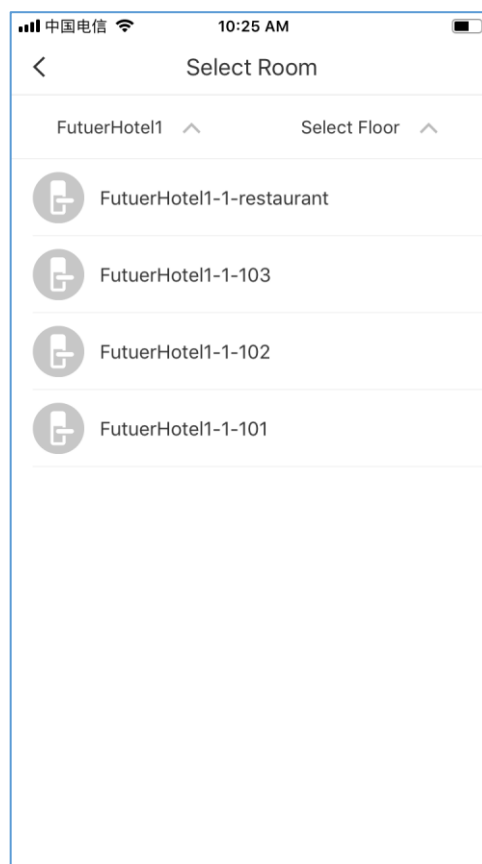 中国电信 10:25 AM
Select Room
FutuerHotel1 Select Floor
FutuerHotel1-1-restaurant
FutuerHotel1-1-103
FutuerHotel1-1-102
FutuerHotel1-1-101